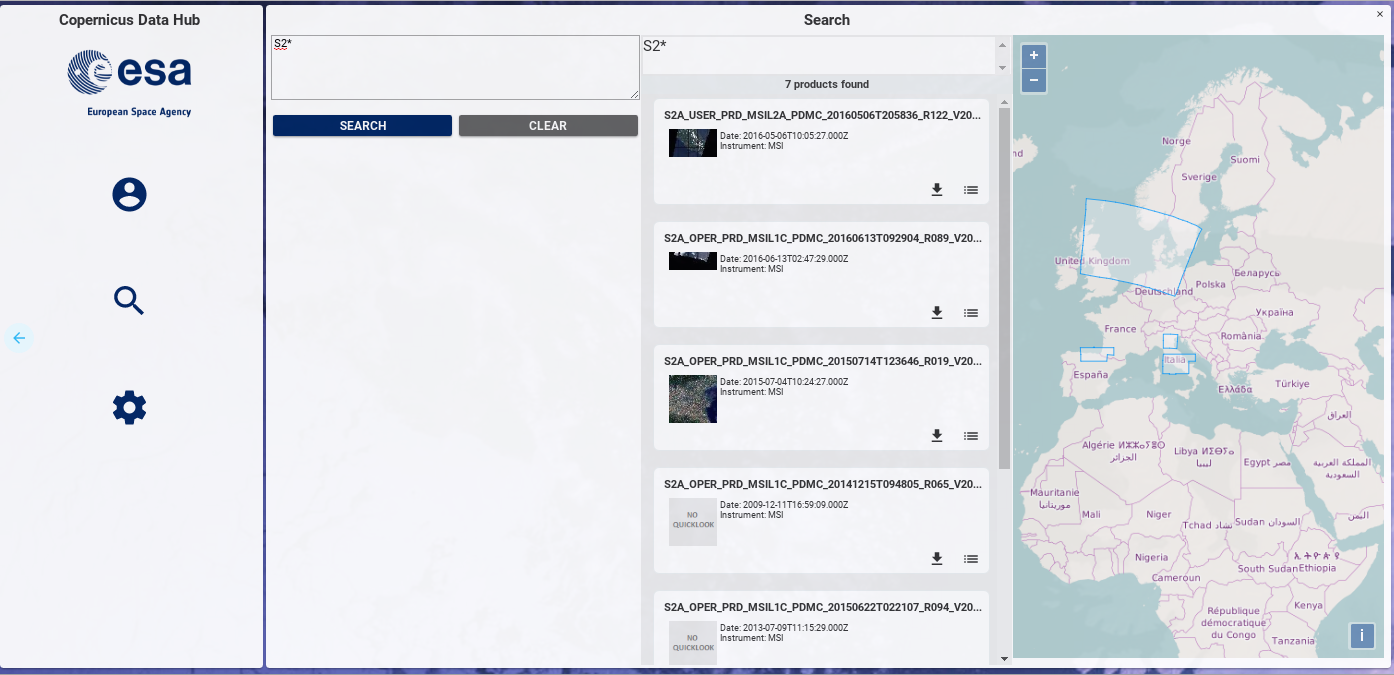 Copernicus Data Hub
esa
European Space Agency
Search
×
S2*
SEARCH
CLEAR
S2*
7 products found
S2A_USER_PRD_MSIL2A_PDMC_20160506T205836_R122_V20...
Date: 2016-05-06T10:05:27.000Z
Instrument: MSI
S2A_OPER_PRD_MSIL1C_PDMC_20160613T092904_R089_V20...
Date: 2016-06-13T02:47:29.000Z
Instrument: MSI
S2A_OPER_PRD_MSIL1C_PDMC_20150714T123646_R019_V20...
Date: 2015-07-04T10:24:27.000Z
Instrument: MSI
S2A_OPER_PRD_MSIL1C_PDMC_20141215T094805_R065_V20...
NO
QUICKLOOK
Date: 2009-12-11T16:59:09.000Z
Instrument: MSI
S2A_OPER_PRD_MSIL1C_PDMC_20150622T022107_R094_V20...
NO
QUICKLOOK
Date: 2013-07-09T11:15:29.000Z
Instrument: MSI
+
−
nd
Norge
Suomi
Sverige
United Kingdom
Беларусь
Polska
Deutschland
Україна
France
România
Italia
España
Ελλάδα
Türkiye
العراق
Algérie ⵍⵣⵣⴰⵢⴻⵔ
الجزائر
Libya ⵍⵉⴱⵢⴰ
ليبيا
Egypt مصر
المملكة العربية
السعودية
Mauritanie
موريتانيا
Mali
Niger
Tchad تشاد
Sudan السودان
اليمن
Nigeria
South Sudan
Ethiopia
Cameroun
Kenya
République
démocratique
du Congo
Tanzania
i